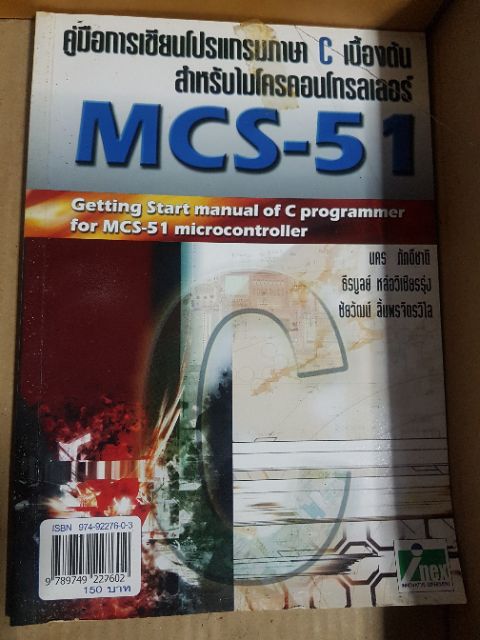 คู่มือการเขียนโปรแกรมภาษา C เบื้องต้น
สำหรับไมโครคอนโทรลเลอร์
MCS-51
Getting Start manual of C programmer
for MCS-51 microcontroller
นคร ภักดีชาติ
ธีรบูลย์ หล่อวิเชียรรุ่ง
ชัยวัฒน์ ลิ้มพรจิตรวิไล
C
ISBN 974-92276-0-3
9 789749 227602
150 บาท
inex
INNOVATIVE EXPERIMENT